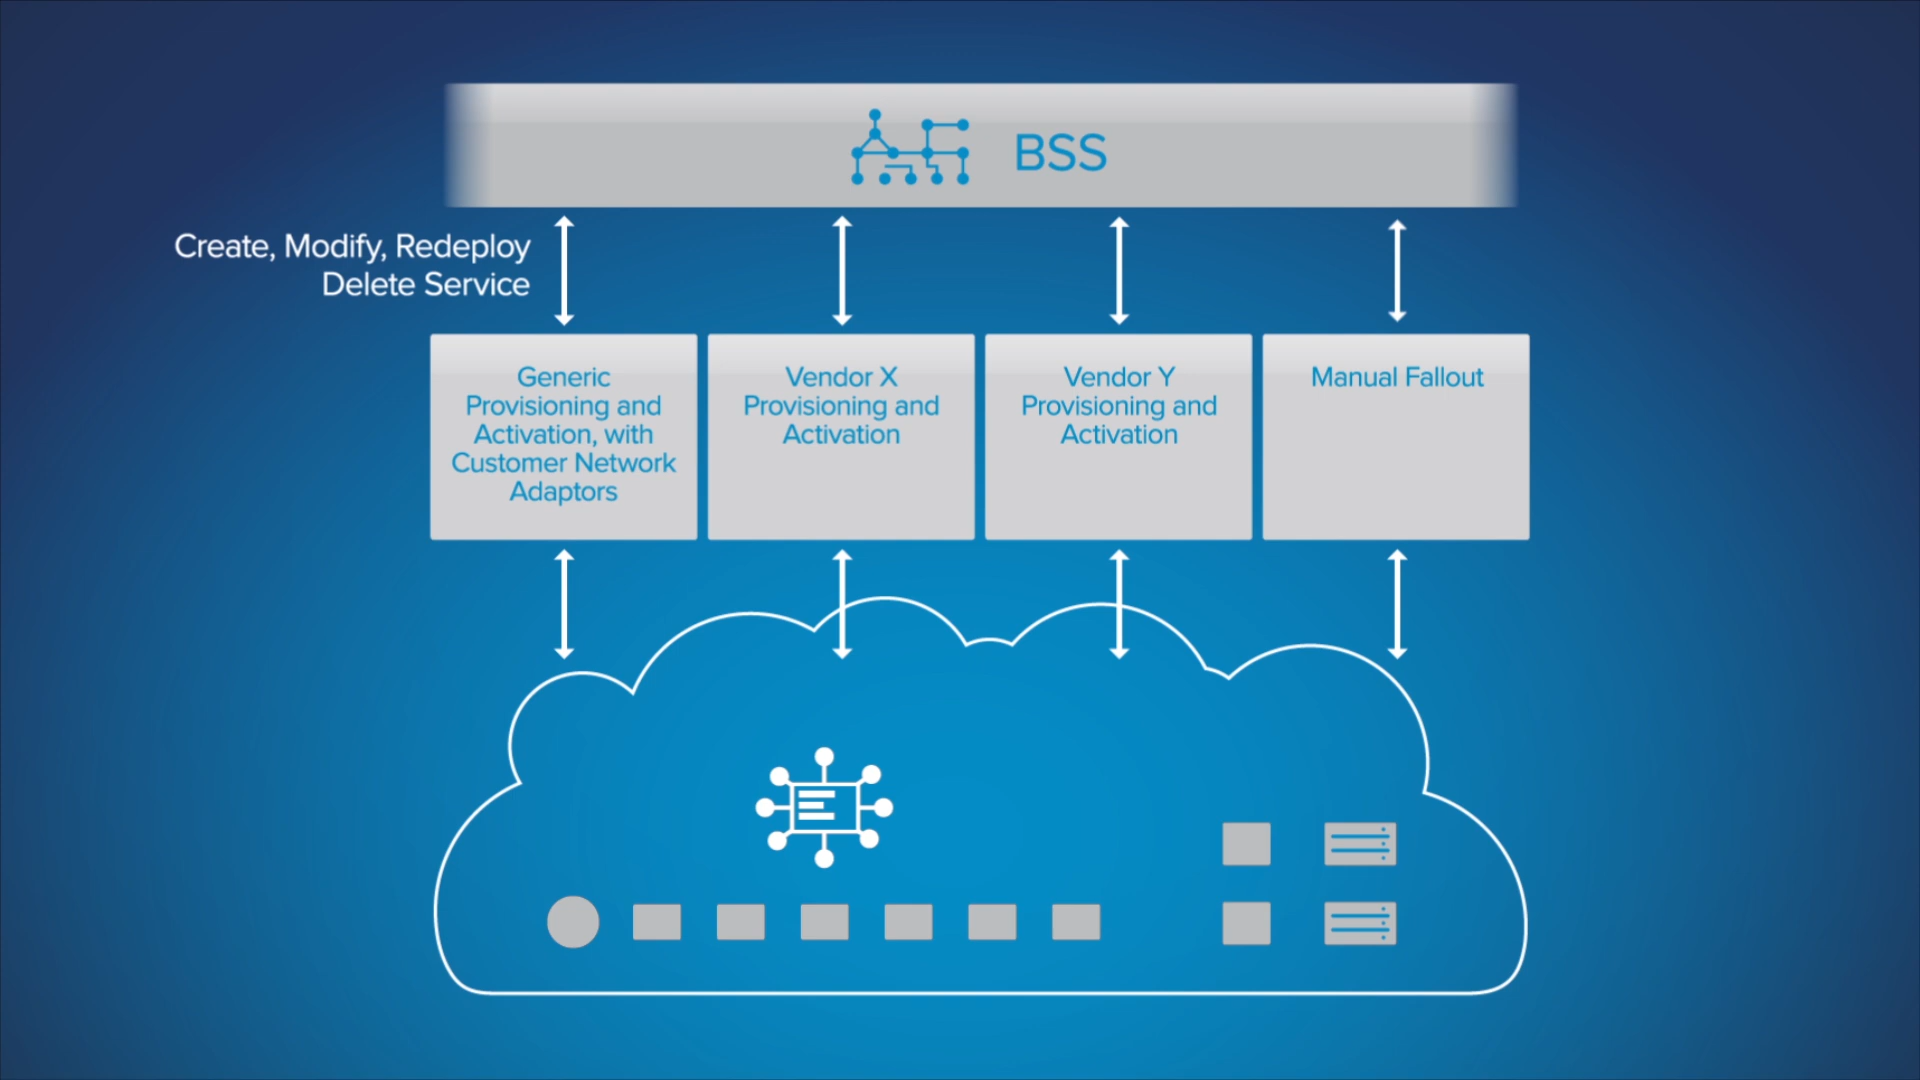 BSS
Create, Modify, Redeploy
Delete Service
Generic
Provisioning and
Activation, with
Customer Network
Adaptors
Vendor X
Provisioning and
Activation
Vendor Y
Provisioning and
Activation
Manual Fallout